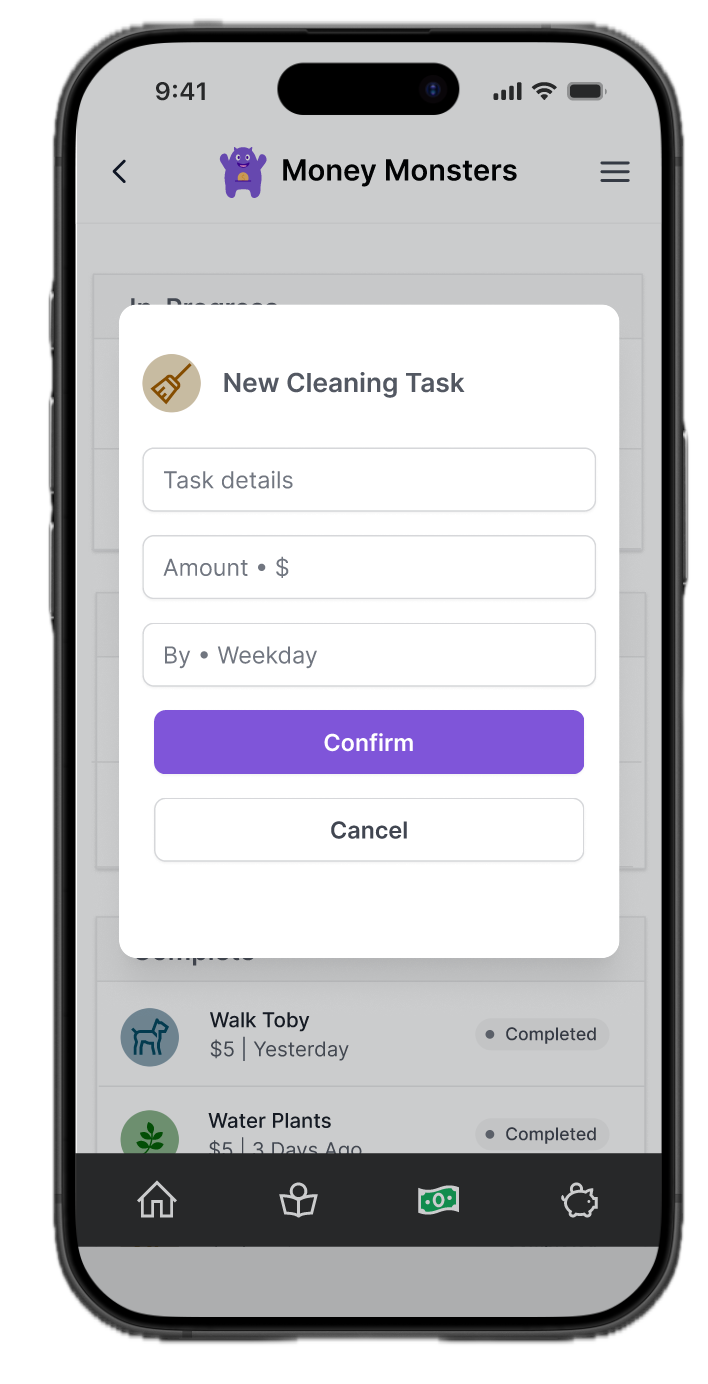 9:41
Money Monsters
In-Progress
New Cleaning Task
Task details
Amount • $
By • Weekday
Confirm
Cancel
Complete
Walk Toby
$5 | Yesterday
Completed
Water Plants
$5 | 3 Days Ago
Completed